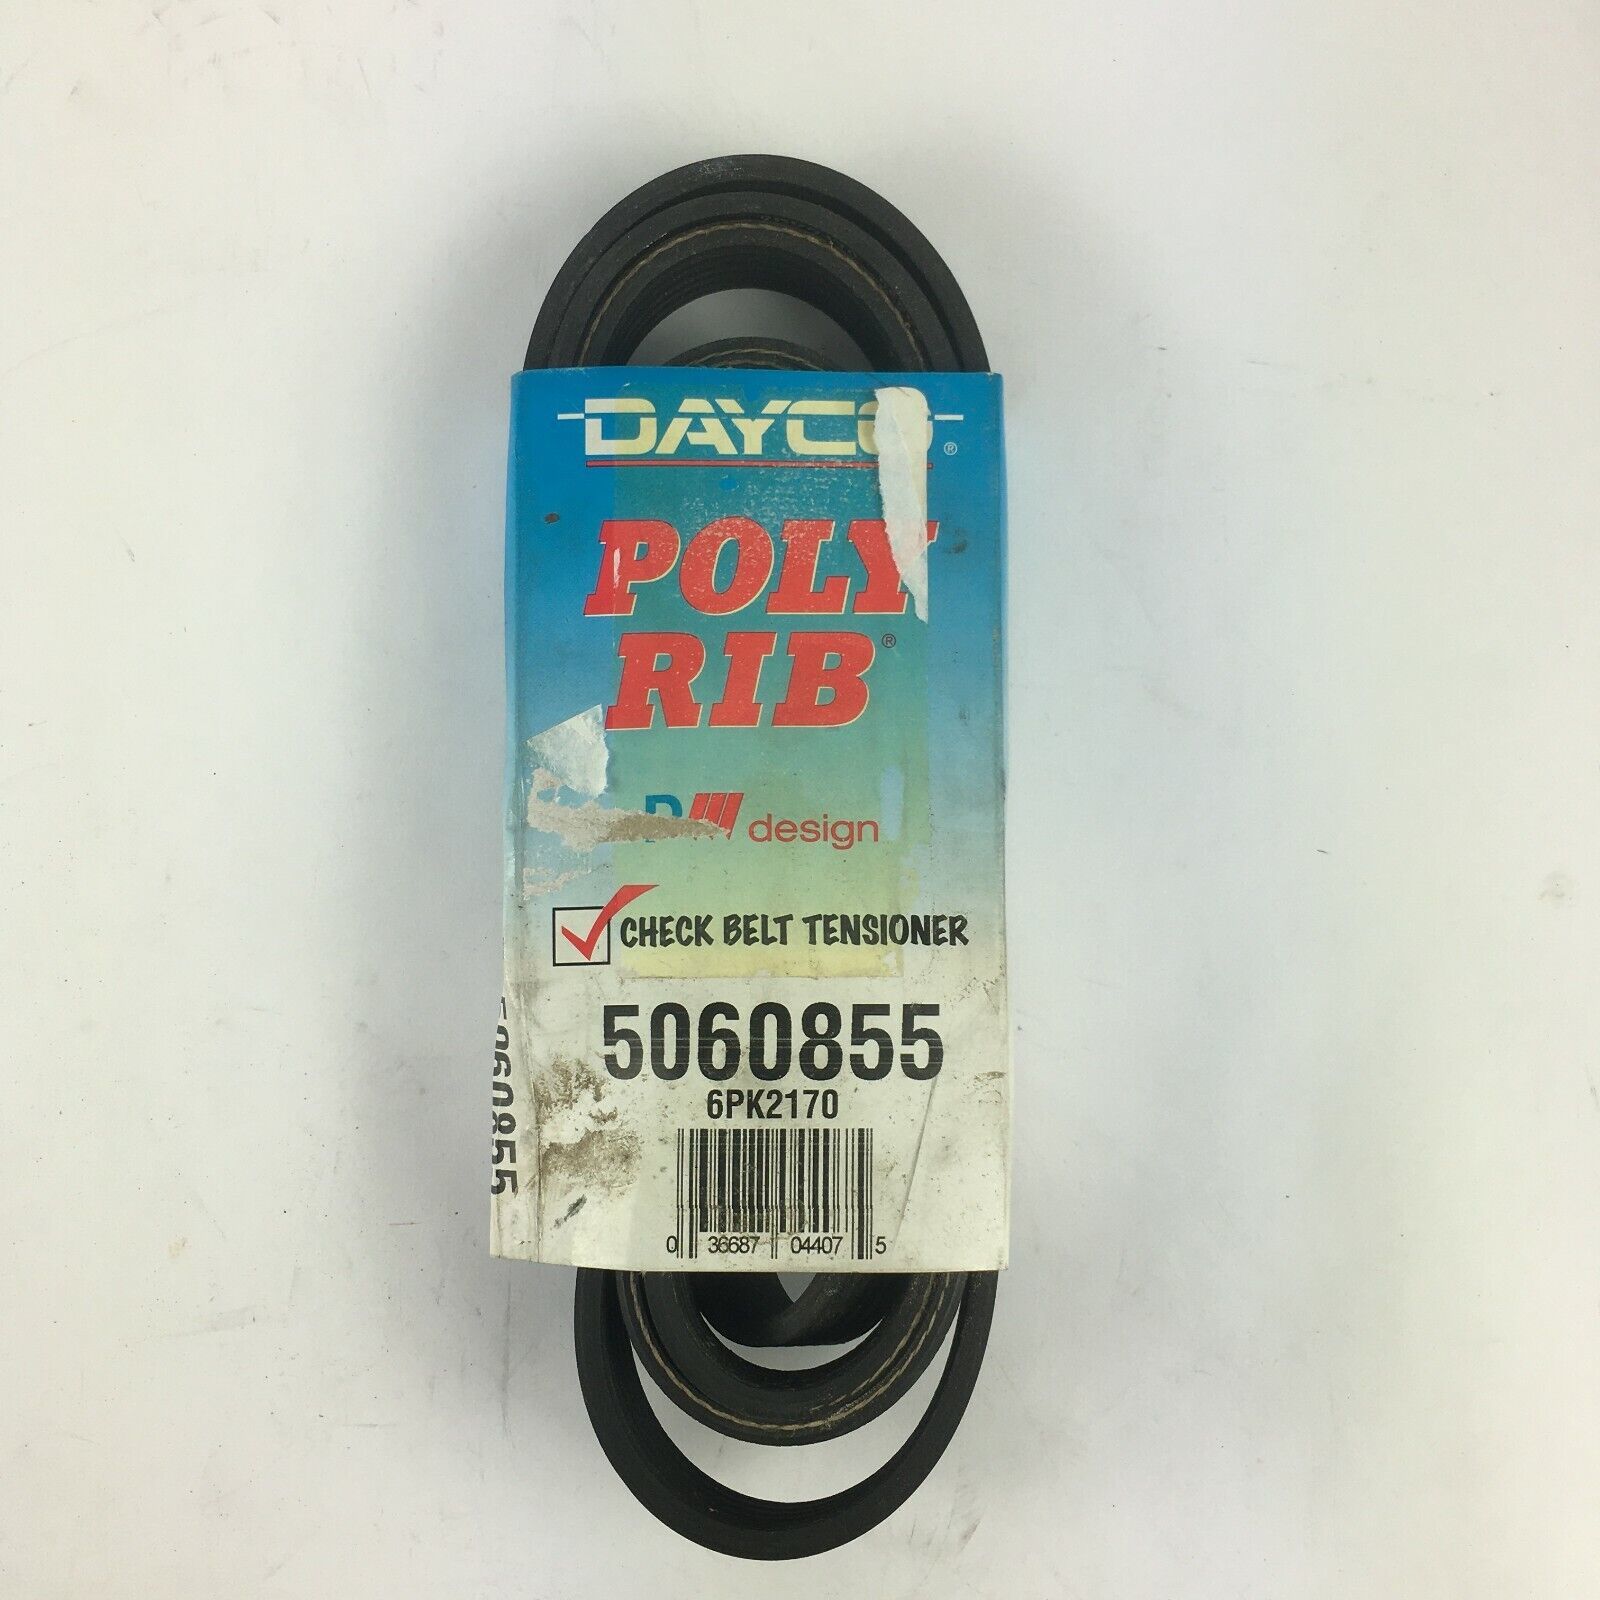 DAYCO®
POLY
RIB®
design
CHECK BELT TENSIONER
5060855
6PK2170
0 36687 04407 5
5060855